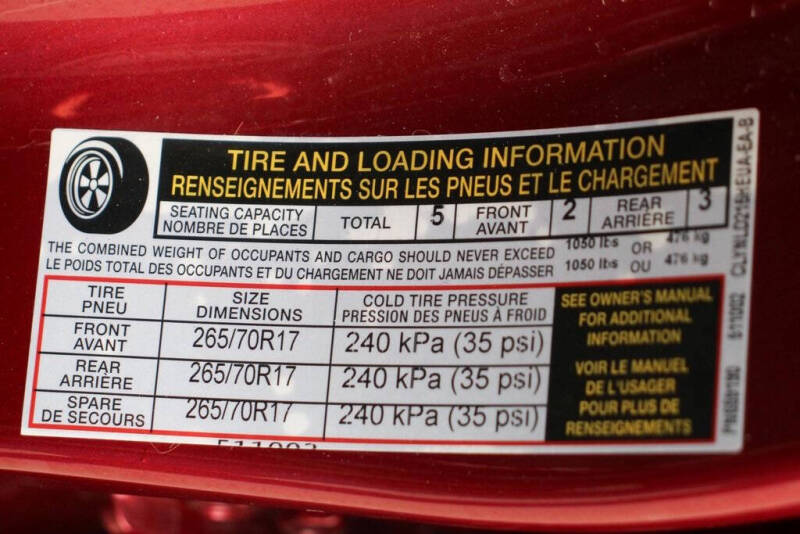 TIRE AND LOADING INFORMATION
RENSEIGNEMENTS SUR LES PNEUS ET LE CHARGEMENT
SEATING CAPACITY
NOMBRE DE PLACES
TOTAL 5
FRONT
AVANT
2
REAR
ARRIÈRE
3
THE COMBINED WEIGHT OF OCCUPANTS AND CARGO SHOULD NEVER EXCEED 1050 lbs OR 476 kg
LE POIDS TOTAL DES OCCUPANTS ET DU CHARGEMENT NE DOIT JAMAIS DÉPASSER 1050 lbs OU 476 kg
TIRE
PNEU
SIZE
DIMENSIONS
COLD TIRE PRESSURE
PRESSION DES PNEUS À FROID
FRONT
AVANT
265/70R17 240 kPa (35 psi)
REAR
ARRIÈRE
265/70R17 240 kPa (35 psi)
SPARE
DE SECOURS
265/70R17 240 kPa (35 psi)
SEE OWNER'S MANUAL
FOR ADDITIONAL
INFORMATION
VOIR LE MANUEL
DE L'USAGER
POUR PLUS DE
RENSEIGNEMENTS
511002